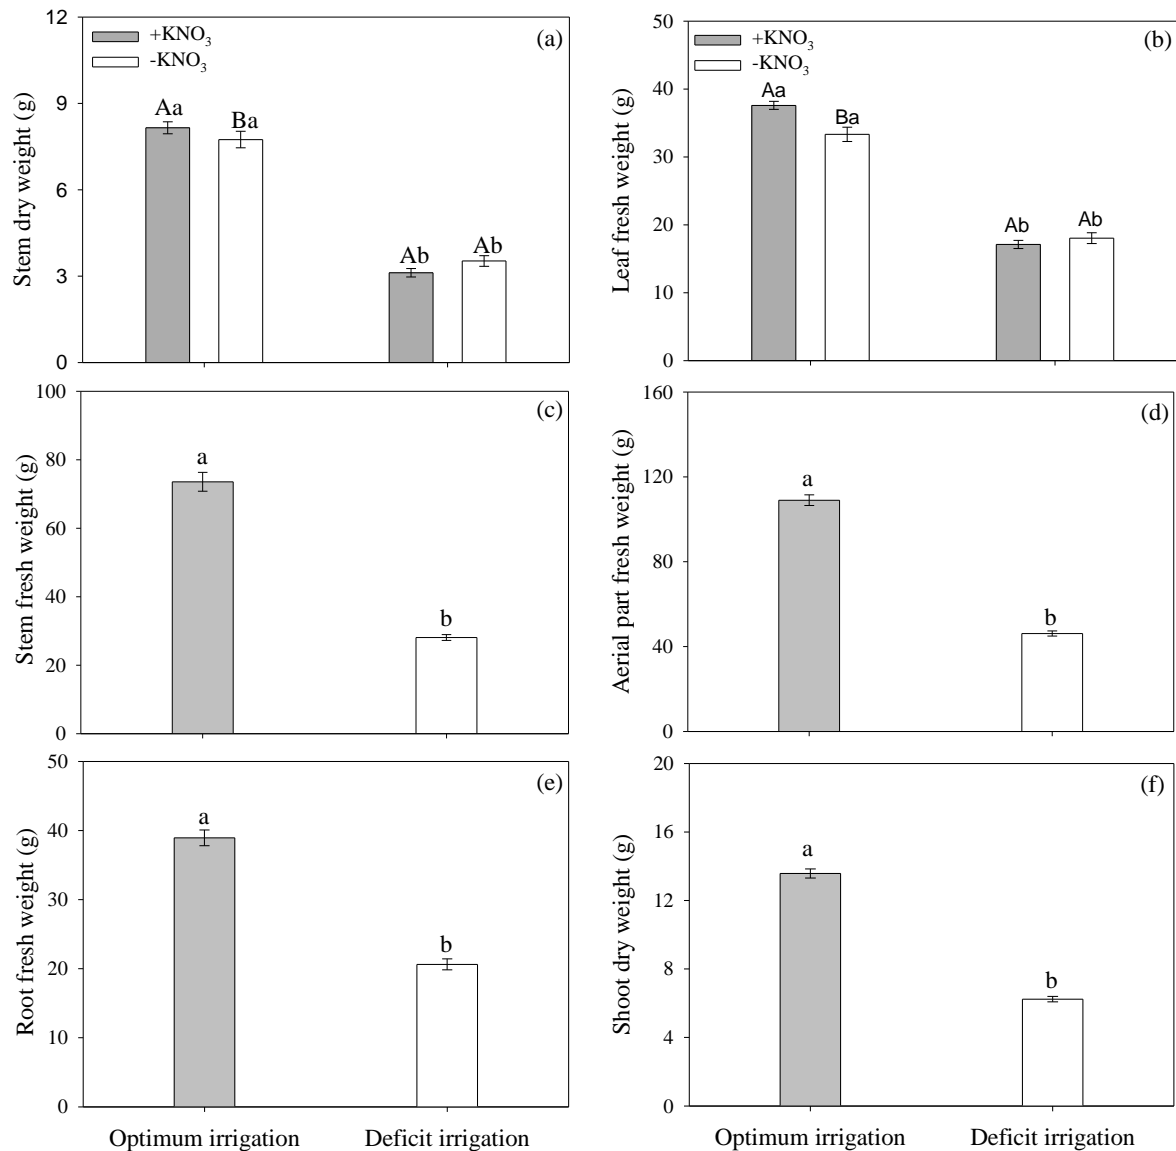 12
9
6
3
0
Stem dry weight (g)
+KNO₃
-KNO₃
(a)
Aa
Ba
Ab
Ab
50
40
30
20
10
0
Leaf fresh weight (g)
+KNO₃
-KNO₃
(b)
Aa
Ba
Ab
Ab
100
80
60
40
20
0
Stem fresh weight (g)
(c)
a
b
160
120
80
40
0
Aerial part fresh weight (g)
(d)
a
b
50
40
30
20
10
0
Root fresh weight (g)
(e)
a
b
Optimum irrigation
Deficit irrigation
20
16
12
8
4
0
Shoot dry weight (g)
(f)
a
b
Optimum irrigation
Deficit irrigation